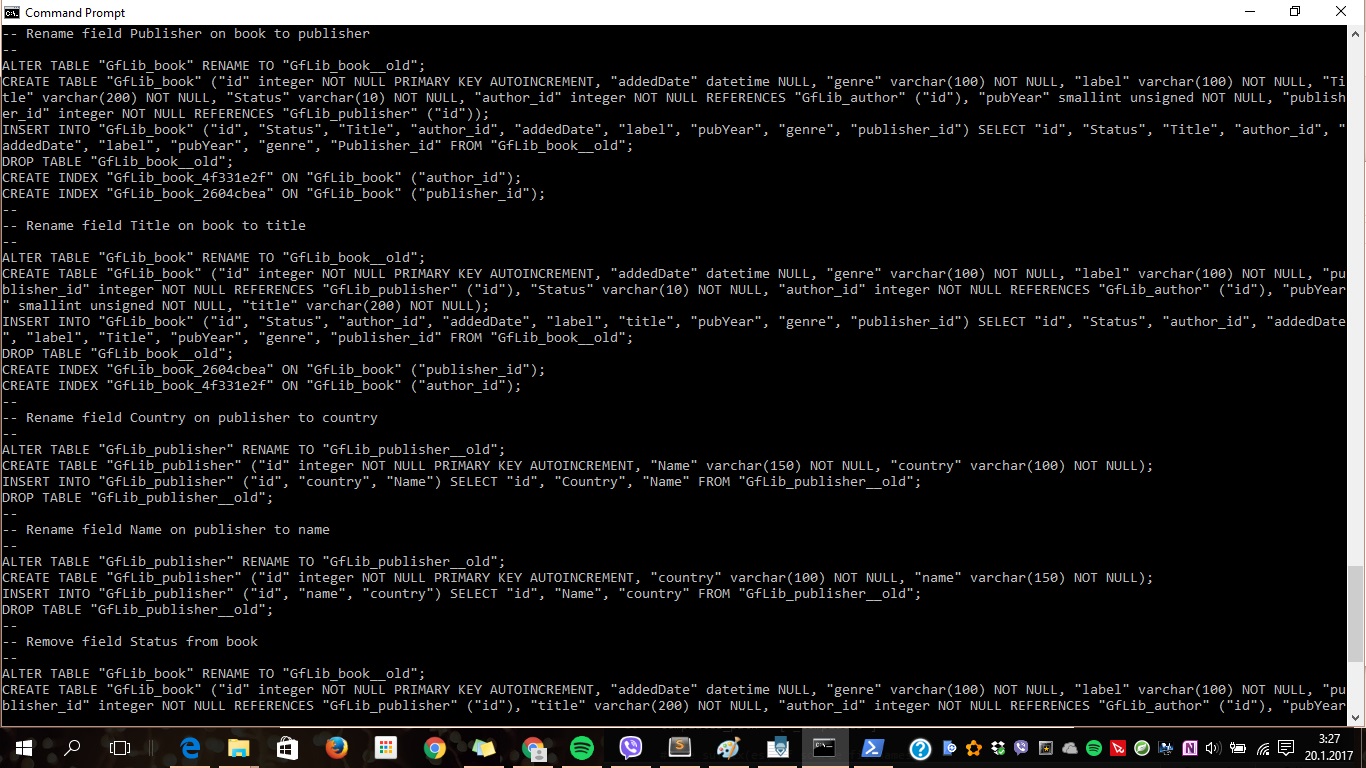 Command Prompt
-- Rename field Publisher on book to publisher
--
ALTER TABLE "GfLib_book" RENAME TO "GfLib_book__old";
CREATE TABLE "GfLib_book" ("id" integer NOT NULL PRIMARY KEY AUTOINCREMENT, "addedDate" datetime NULL, "genre" varchar(100) NOT NULL, "label" varchar(100) NOT NULL, "Ti
tle" varchar(200) NOT NULL, "Status" varchar(10) NOT NULL, "author_id" integer NOT NULL REFERENCES "GfLib_author" ("id"), "pubYear" smallint unsigned NOT NULL, "publish
er_id" integer NOT NULL REFERENCES "GfLib_publisher" ("id"));
INSERT INTO "GfLib_book" ("id", "Status", "Title", "author_id", "addedDate", "label", "pubYear", "genre", "publisher_id") SELECT "id", "Status", "Title", "author_id", "
addedDate", "label", "pubYear", "genre", "Publisher_id" FROM "GfLib_book__old";
DROP TABLE "GfLib_book__old";
CREATE INDEX "GfLib_book_4f331e2f" ON "GfLib_book" ("author_id");
CREATE INDEX "GfLib_book_2604cbea" ON "GfLib_book" ("publisher_id");
--
-- Rename field Title on book to title
--
ALTER TABLE "GfLib_book" RENAME TO "GfLib_book__old";
CREATE TABLE "GfLib_book" ("id" integer NOT NULL PRIMARY KEY AUTOINCREMENT, "addedDate" datetime NULL, "genre" varchar(100) NOT NULL, "label" varchar(100) NOT NULL, "pu
blisher_id" integer NOT NULL REFERENCES "GfLib_publisher" ("id"), "Status" varchar(10) NOT NULL, "author_id" integer NOT NULL REFERENCES "GfLib_author" ("id"), "pubYear
" smallint unsigned NOT NULL, "title" varchar(200) NOT NULL);
INSERT INTO "GfLib_book" ("id", "Status", "author_id", "addedDate", "label", "title", "pubYear", "genre", "publisher_id") SELECT "id", "Status", "author_id", "addedDate
", "label", "Title", "pubYear", "genre", "publisher_id" FROM "GfLib_book__old";
DROP TABLE "GfLib_book__old";
CREATE INDEX "GfLib_book_2604cbea" ON "GfLib_book" ("publisher_id");
CREATE INDEX "GfLib_book_4f331e2f" ON "GfLib_book" ("author_id");
--
-- Rename field Country on publisher to country
--
ALTER TABLE "GfLib_publisher" RENAME TO "GfLib_publisher__old";
CREATE TABLE "GfLib_publisher" ("id" integer NOT NULL PRIMARY KEY AUTOINCREMENT, "Name" varchar(150) NOT NULL, "country" varchar(100) NOT NULL);
INSERT INTO "GfLib_publisher" ("id", "country", "Name") SELECT "id", "Country", "Name" FROM "GfLib_publisher__old";
DROP TABLE "GfLib_publisher__old";
--
-- Rename field Name on publisher to name
--
ALTER TABLE "GfLib_publisher" RENAME TO "GfLib_publisher__old";
CREATE TABLE "GfLib_publisher" ("id" integer NOT NULL PRIMARY KEY AUTOINCREMENT, "country" varchar(100) NOT NULL, "name" varchar(150) NOT NULL);
INSERT INTO "GfLib_publisher" ("id", "name", "country") SELECT "id", "Name", "country" FROM "GfLib_publisher__old";
DROP TABLE "GfLib_publisher__old";
--
-- Remove field Status from book
--
ALTER TABLE "GfLib_book" RENAME TO "GfLib_book__old";
CREATE TABLE "GfLib_book" ("id" integer NOT NULL PRIMARY KEY AUTOINCREMENT, "addedDate" datetime NULL, "genre" varchar(100) NOT NULL, "label" varchar(100) NOT NULL, "pu
blisher_id" integer NOT NULL REFERENCES "GfLib_publisher" ("id"), "title" varchar(200) NOT NULL, "author_id" integer NOT NULL REFERENCES "GfLib_author" ("id"), "pubYear
3:27
20.1.2017